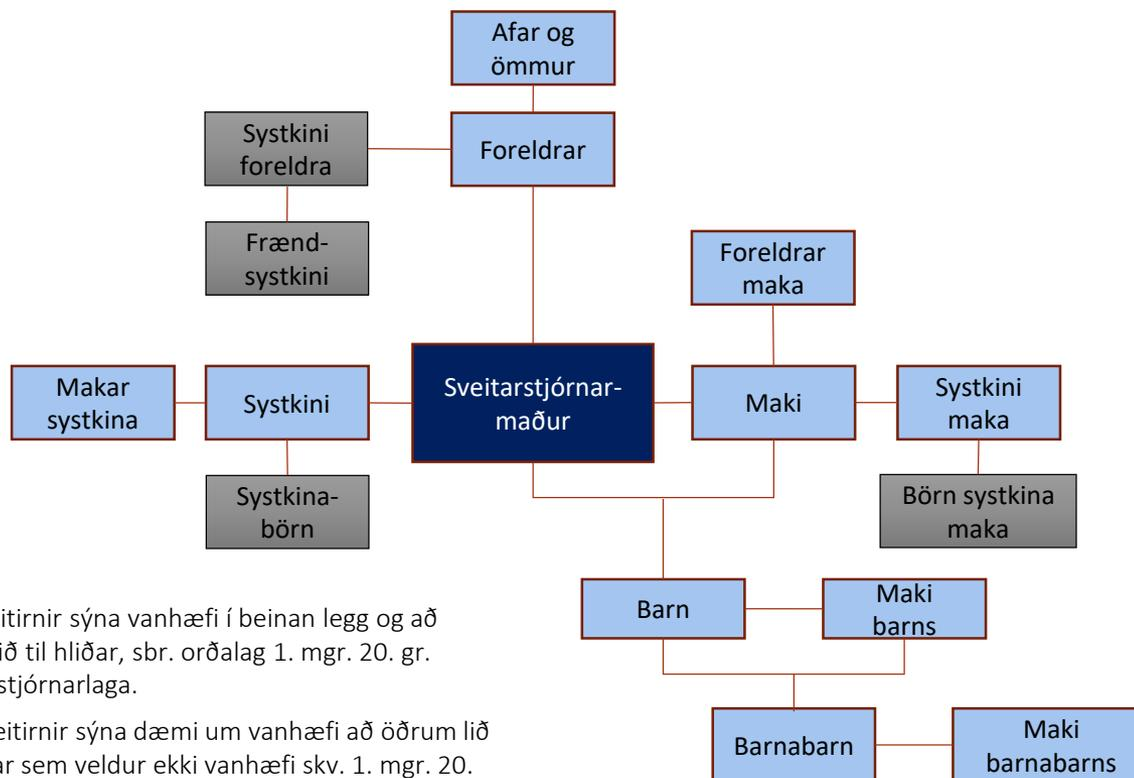 Afar og
ömmur
Systkini
foreldra
Foreldrar
Frænd-
systkini
Foreldrar
maka
Makar
systkina
Systkini
Sveitarstjórnar-
maður
Maki
Systkini
maka
Systkina-
börn
Börn systkina
maka
Barn
Maki
barns
itirnir sýna vanhæfi í beinan legg og að
ið til hliðar, sbr. orðalag 1. mgr. 20. gr.
stjórnarlaga.
eitirnir sýna dæmi um vanhæfi að öðrum lið
ar sem veldur ekki vanhæfi skv. 1. mgr. 20.
Barnabarn
Maki
barnabarns